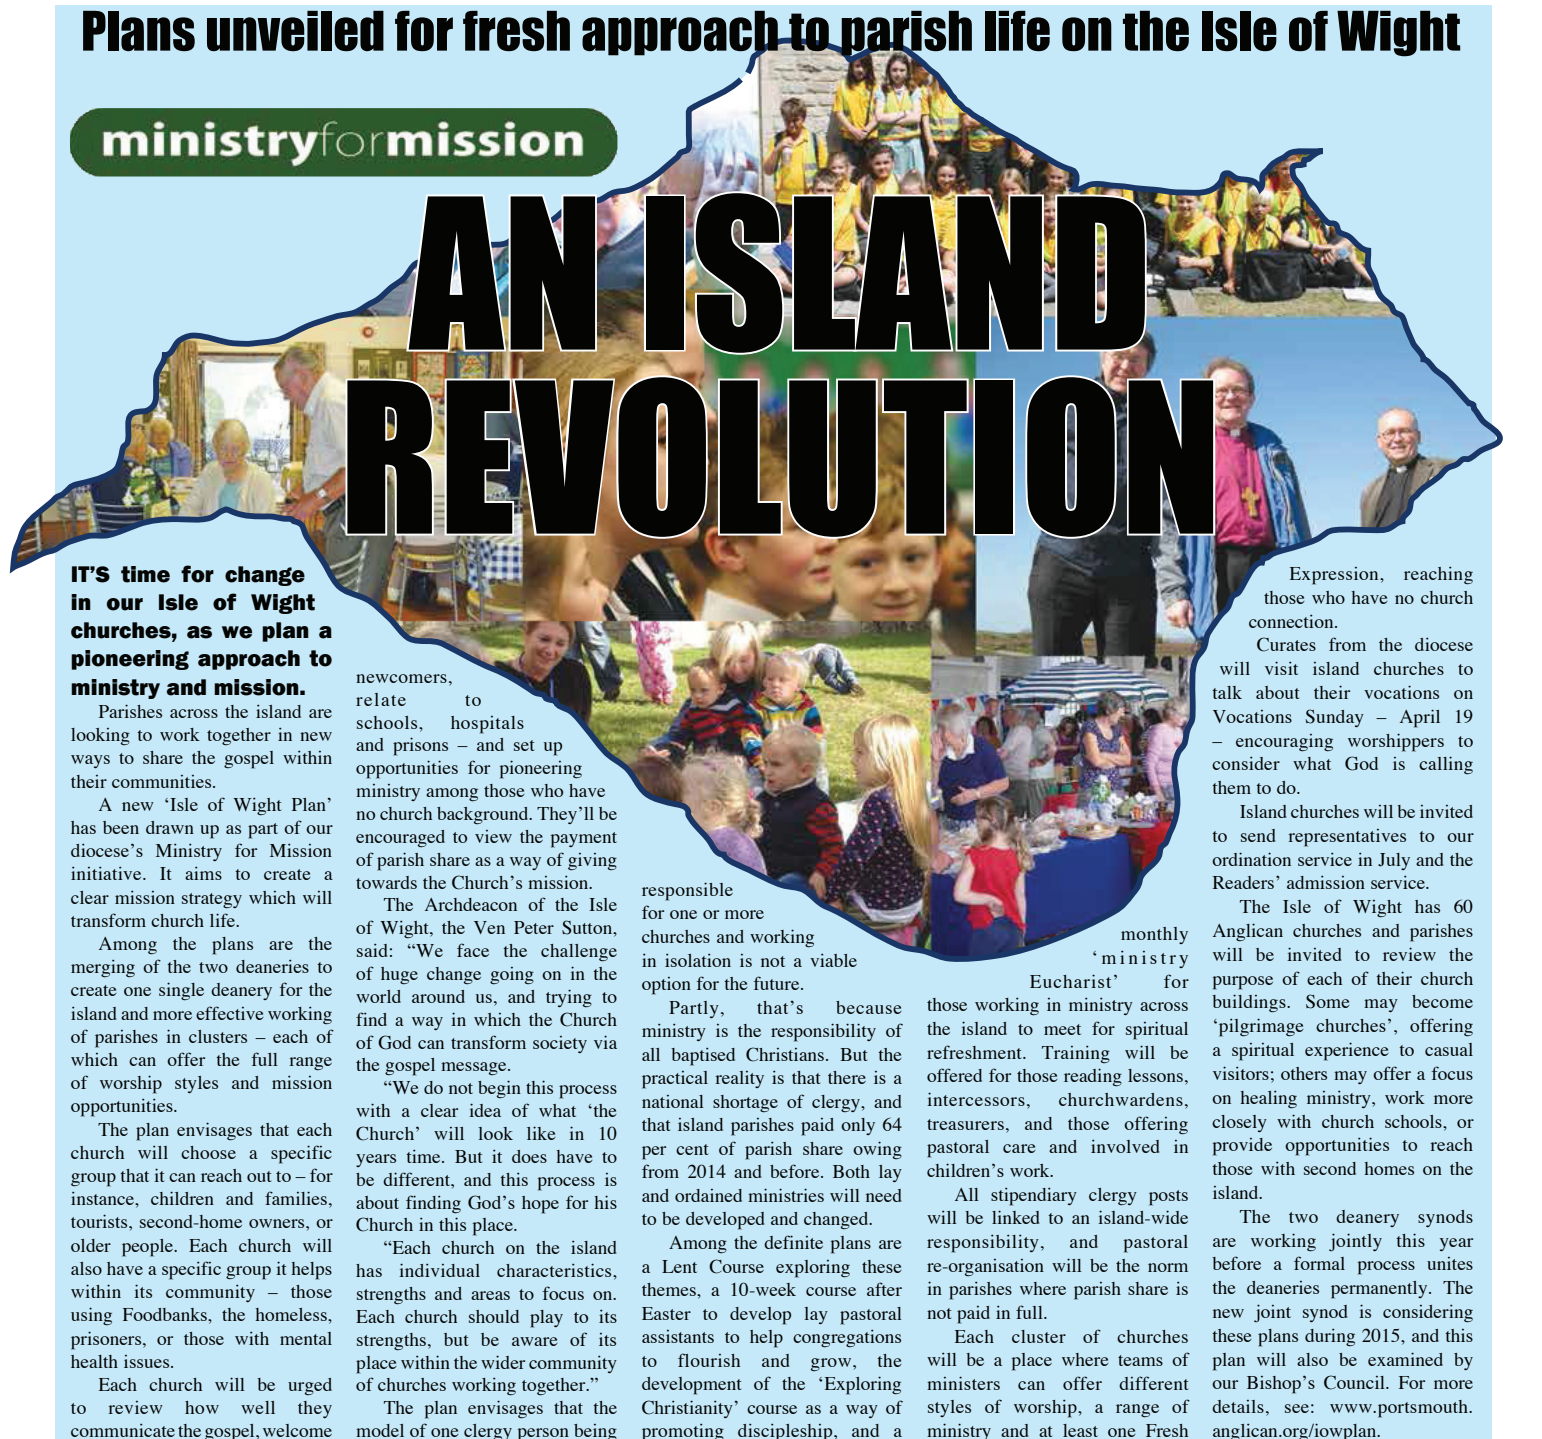 Plans unveiled for fresh approach to parish life on the Isle of Wight
ministryformission
AN ISLAND
REVOLUTION
IT'S time for change
in our Isle of Wight
churches, as we plan a
pioneering approach to
ministry and mission.
Parishes across the island are
looking to work together in new
ways to share the gospel within
their communities.
A new ‘Isle of Wight Plan’
has been drawn up as part of our
diocese’s Ministry for Mission
initiative. It aims to create a
clear mission strategy which will
transform church life.
Among the plans are the
merging of the two deaneries to
create one single deanery for the
island and more effective working
of parishes in clusters – each of
which can offer the full range
of worship styles and mission
opportunities.
The plan envisages that each
church will choose a specific
group that it can reach out to – for
instance, children and families,
tourists, second-home owners, or
older people. Each church will
also have a specific group it helps
within its community – those
using Foodbanks, the homeless,
prisoners, or those with mental
health issues.
Each church will be urged
to review how well they
communicate the gospel, welcome
newcomers,
relate to
schools, hospitals
and prisons – and set up
opportunities for pioneering
ministry among those who have
no church background. They’ll be
encouraged to view the payment
of parish share as a way of giving
towards the Church’s mission.
The Archdeacon of the Isle
of Wight, the Ven Peter Sutton,
said: “We face the challenge
of huge change going on in the
world around us, and trying to
find a way in which the Church
of God can transform society via
the gospel message.
“We do not begin this process
with a clear idea of what ‘the
Church’ will look like in 10
years time. But it does have to
be different, and this process is
about finding God’s hope for his
Church in this place.
“Each church on the island
has individual characteristics,
strengths and areas to focus on.
Each church should play to its
strengths, but be aware of its
place within the wider community
of churches working together.”
The plan envisages that the
model of one clergy person being
responsible
for one or more
churches and working
in isolation is not a viable
option for the future.
Partly, that’s because
ministry is the responsibility of
all baptised Christians. But the
practical reality is that there is a
national shortage of clergy, and
that island parishes paid only 64
per cent of parish share owing
from 2014 and before. Both lay
and ordained ministries will need
to be developed and changed.
Among the definite plans are
a Lent Course exploring these
themes, a 10-week course after
Easter to develop lay pastoral
assistants to help congregations
to flourish and grow, the
development of the ‘Exploring
Christianity’ course as a way of
promoting discipleship, and a
monthly
‘ministry
Eucharist’ for
those working in ministry across
the island to meet for spiritual
refreshment. Training will be
offered for those reading lessons,
intercessors, churchwardens,
treasurers, and those offering
pastoral care and involved in
children’s work.
All stipendiary clergy posts
will be linked to an island-wide
responsibility, and pastoral
re-organisation will be the norm
in parishes where parish share is
not paid in full.
Each cluster of churches
will be a place where teams of
ministers can offer different
styles of worship, a range of
ministry and at least one Fresh
Expression, reaching
those who have no church
connection.
Curates from the diocese
will visit island churches to
talk about their vocations on
Vocations Sunday – April 19
– encouraging worshippers to
consider what God is calling
them to do.
Island churches will be invited
to send representatives to our
ordination service in July and the
Readers’ admission service.
The Isle of Wight has 60
Anglican churches and parishes
will be invited to review the
purpose of each of their church
buildings. Some may become
‘pilgrimage churches’, offering
a spiritual experience to casual
visitors; others may offer a focus
on healing ministry, work more
closely with church schools, or
provide opportunities to reach
those with second homes on the
island.
The two deanery synods
are working jointly this year
before a formal process unites
the deaneries permanently. The
new joint synod is considering
these plans during 2015, and this
plan will also be examined by
our Bishop’s Council. For more
details, see: www.portsmouth.
anglican.org/iowplan.